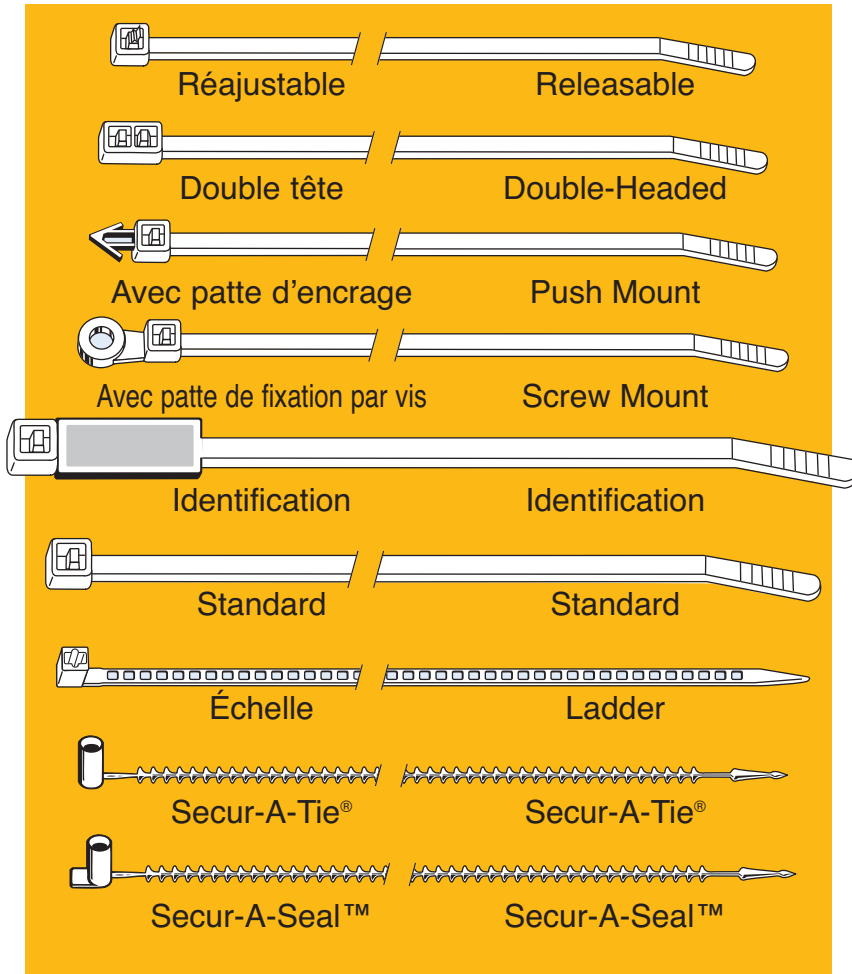 Réajustable Releasable
Double tête Double-Headed
Avec patte d’encrage Push Mount
Avec patte de fixation par vis Screw Mount
Identification Identification
Standard Standard
Échelle Ladder
Secur-A-Tie® Secur-A-Tie®
Secur-A-Seal™ Secur-A-Seal™